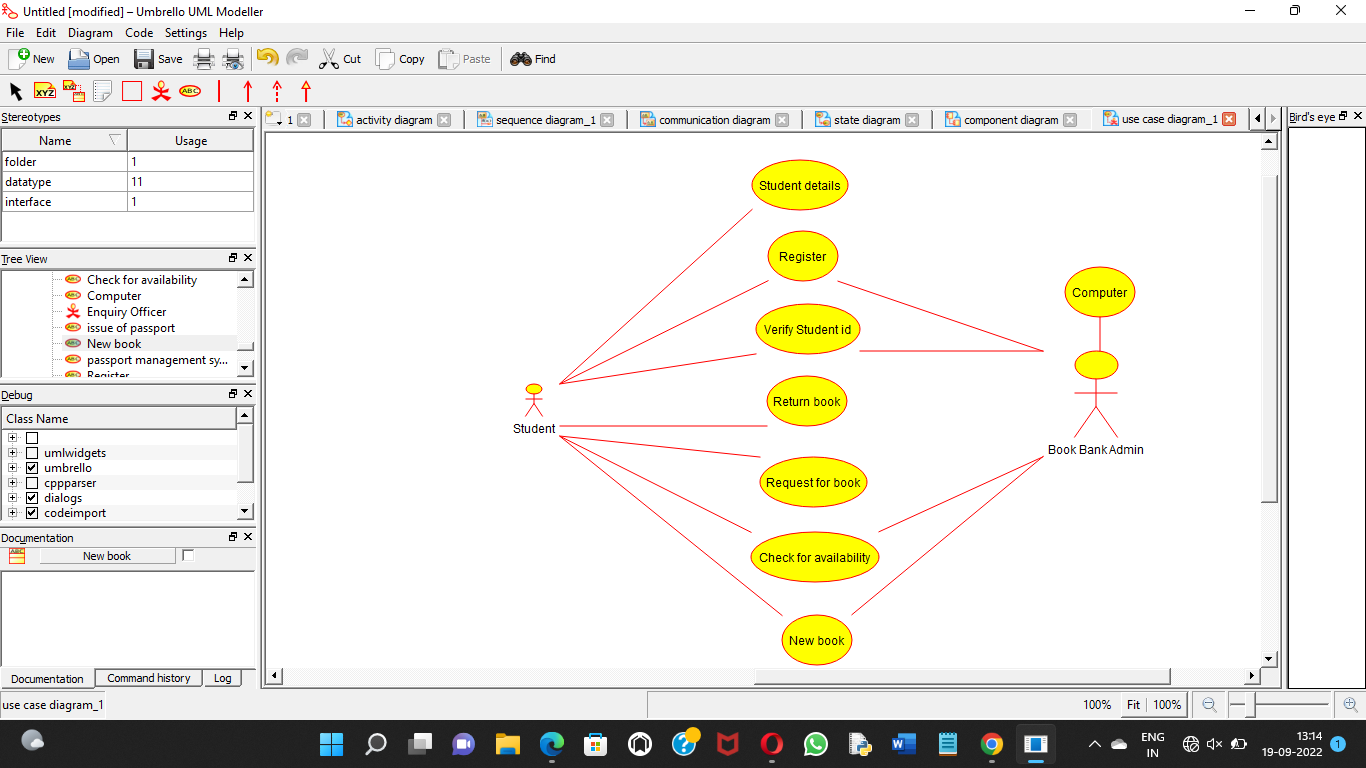 Untitled [modified] – Umbrello UML Modeller
File Edit Diagram Code Settings Help
New Open Save Cut Copy Paste Find
XYZ XYZ ABC
Stereotypes
Name Usage
folder 1
datatype 11
interface 1
1 activity diagram sequence diagram_1 communication diagram state diagram component diagram use case diagram_1
Bird's eye
Tree View
Check for availability
Computer
Enquiry Officer
issue of passport
New book
passport management sy...
Register
Debug
Class Name
umlwidgets
umbrello
cppparser
dialogs
codeimport
Documentation
New book
Documentation Command history Log
Student details
Register
Computer
Verify Student id
Return book
Student
Book Bank Admin
Request for book
Check for availability
New book
use case diagram_1
100% Fit 100%
ENG
IN
13:14
19-09-2022
1